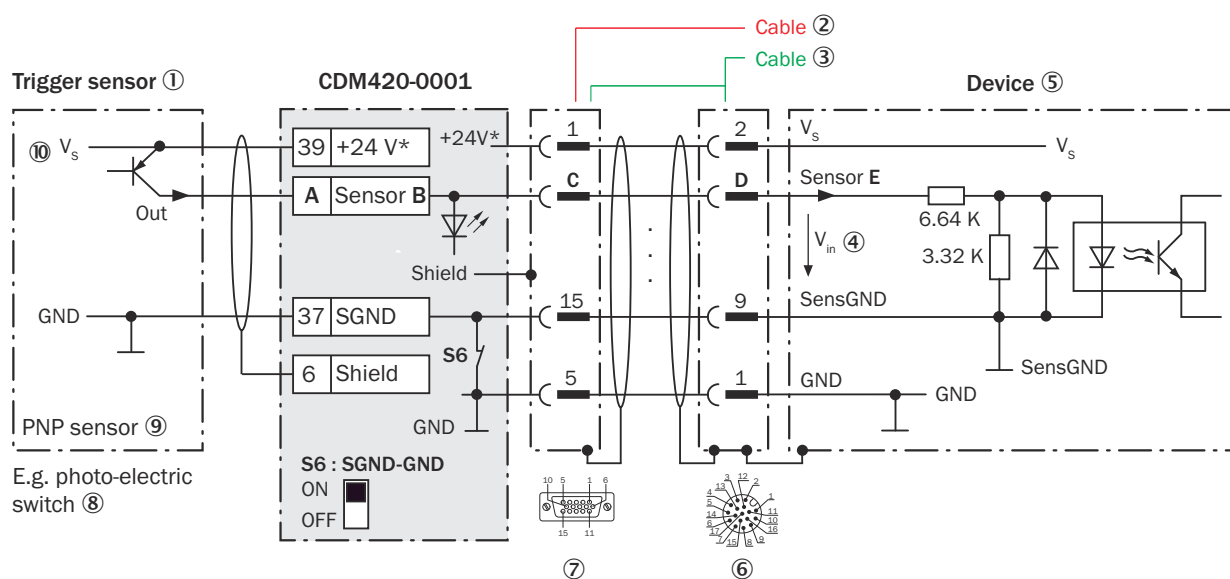 Cable ②
Cable ③
Trigger sensor ①
CDM420-0001
Device ⑤
⑩ Vs
39 +24 V*
+24V*
1
2
Vs
Vs
A Sensor B
C
D
Sensor E
Out
6.64 K
Vin ④
3.32 K
Shield
SensGND
GND
37 SGND
15
9
S6
SensGND
6 Shield
5
1
GND
GND
GND
PNP sensor ⑨
E.g. photo-electric
switch ⑧
S6 : SGND-GND
ON
OFF
10 5 1 6
15 11
3 12 2
13
4
5
14
6
17
7 15 8 9
1
11
10
16
⑦
⑥